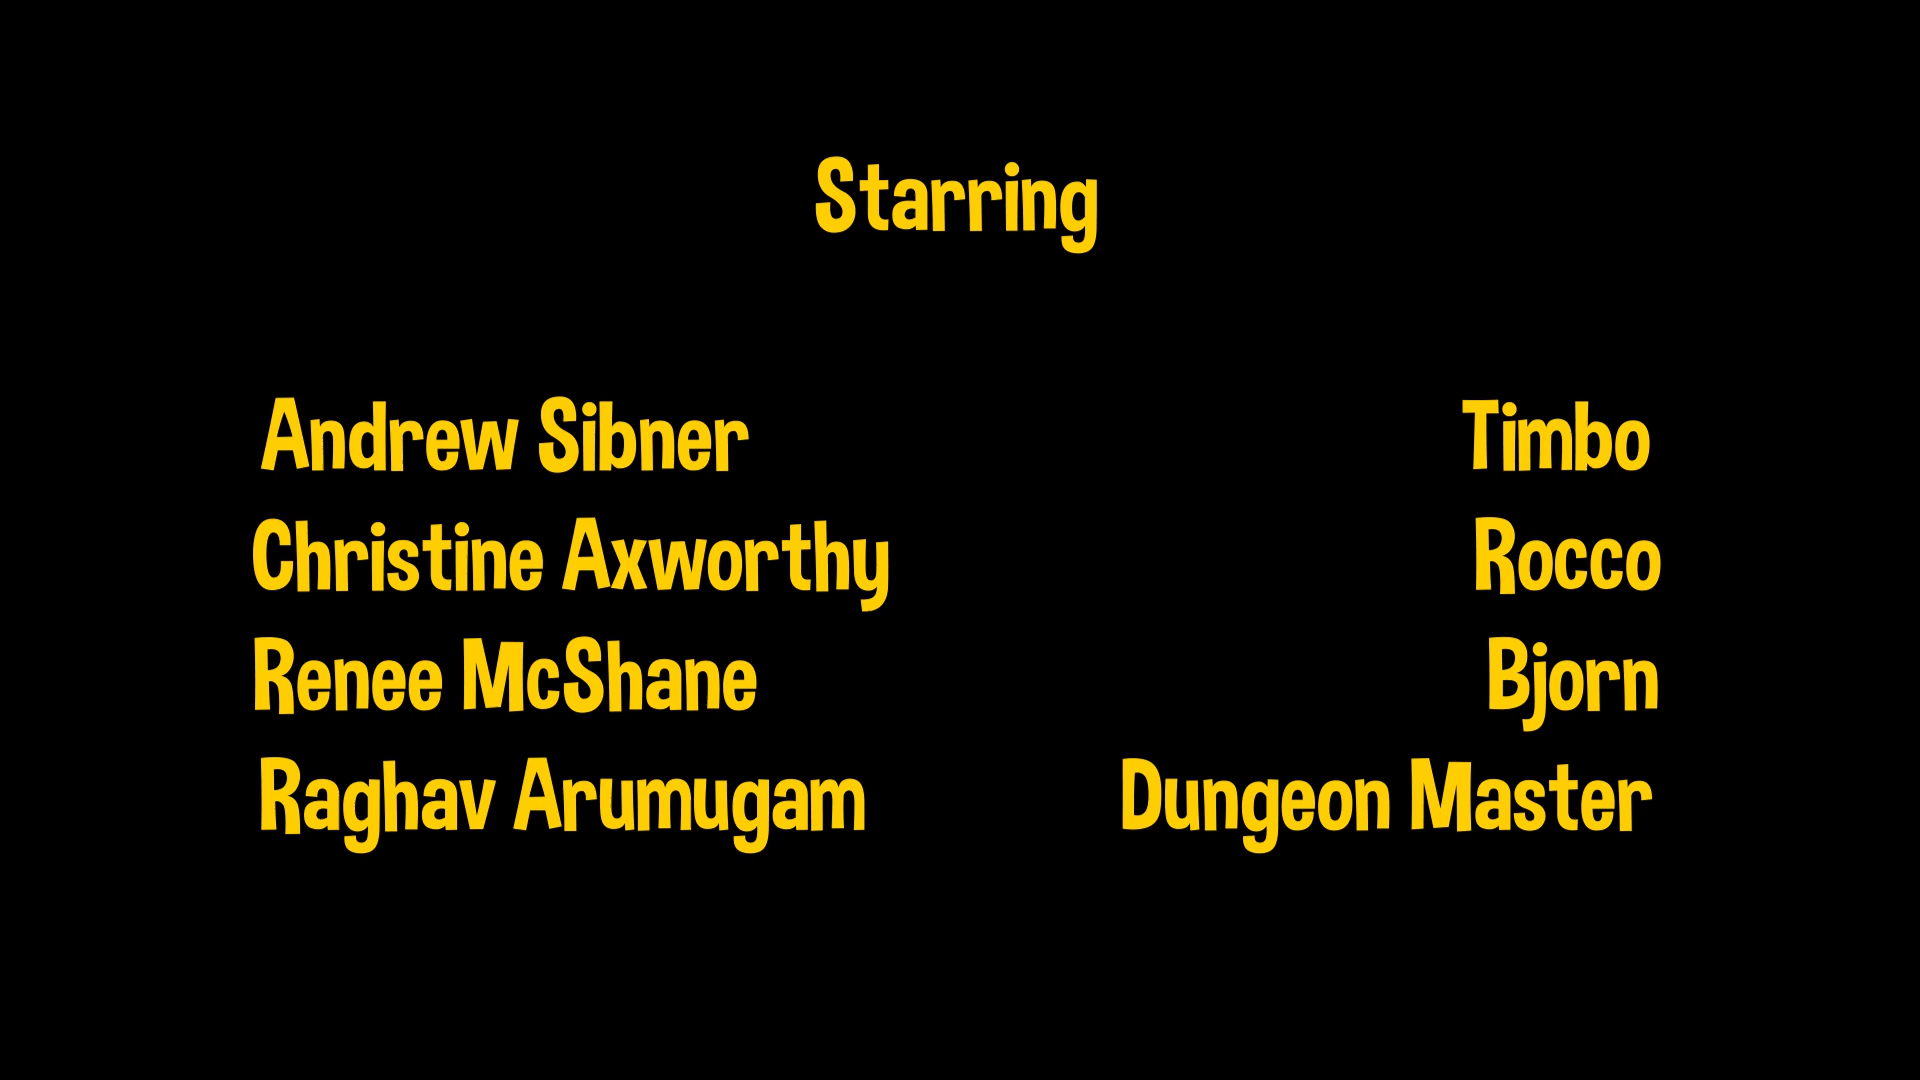 Starring
Andrew Sibner Timbo
Christine Axworthy Rocco
Renee McShane Bjorn
Raghav Arumugam Dungeon Master